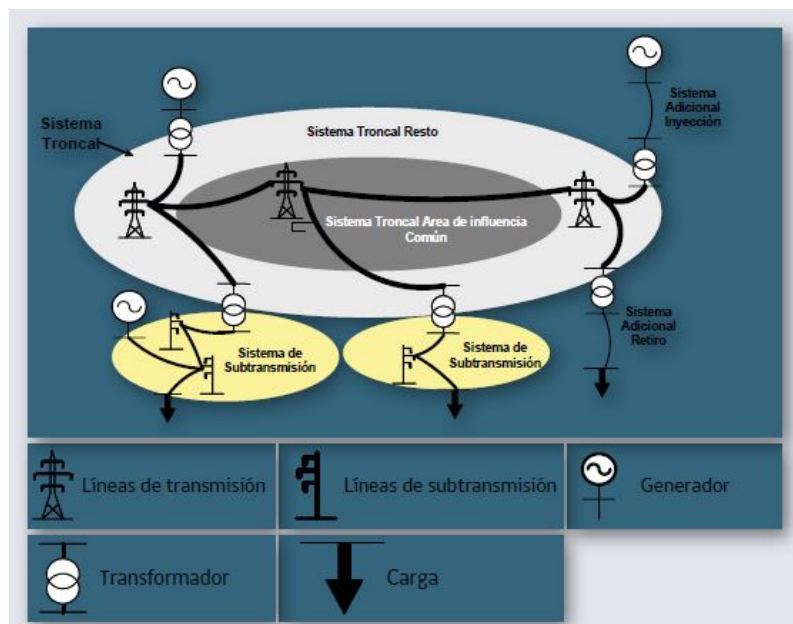 Sistema
Adicional
Inyección
Sistema
Troncal
Sistema Troncal Resto
Sistema Troncal Area de influencia
Común
Sistema
Adicional
Retiro
Sistema de
Subtransmisión
Sistema de
Subtransmisión
Líneas de transmisión
Líneas de subtransmisión
Generador
Transformador
Carga